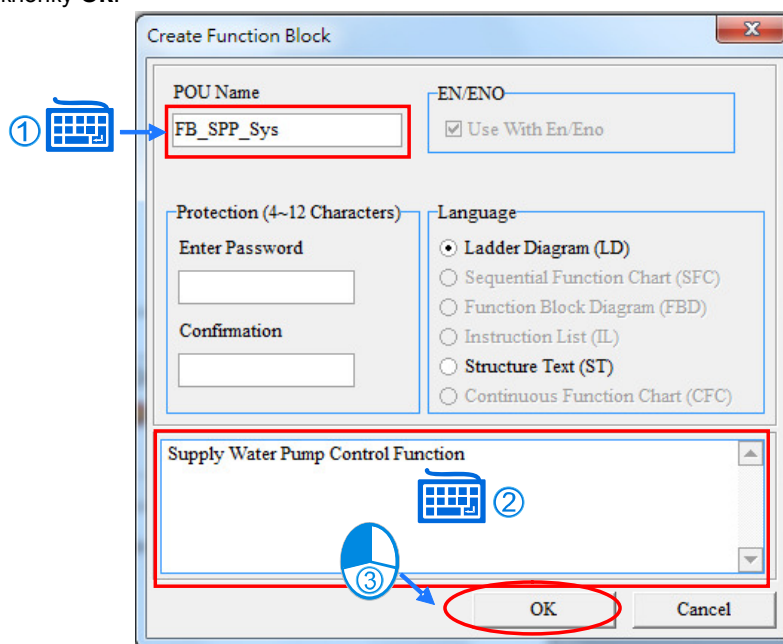 OK.
Create Function Block
POU Name
EN/ENO
① FB_SPP_Sys
Use With En/Eno
Protection (4~12 Characters)
Language
Enter Password
Ladder Diagram (LD)
Sequential Function Chart (SFC)
Function Block Diagram (FBD)
Confirmation
Instruction List (IL)
Structure Text (ST)
Continuous Function Chart (CFC)
Supply Water Pump Control Function
②
③
OK
Cancel